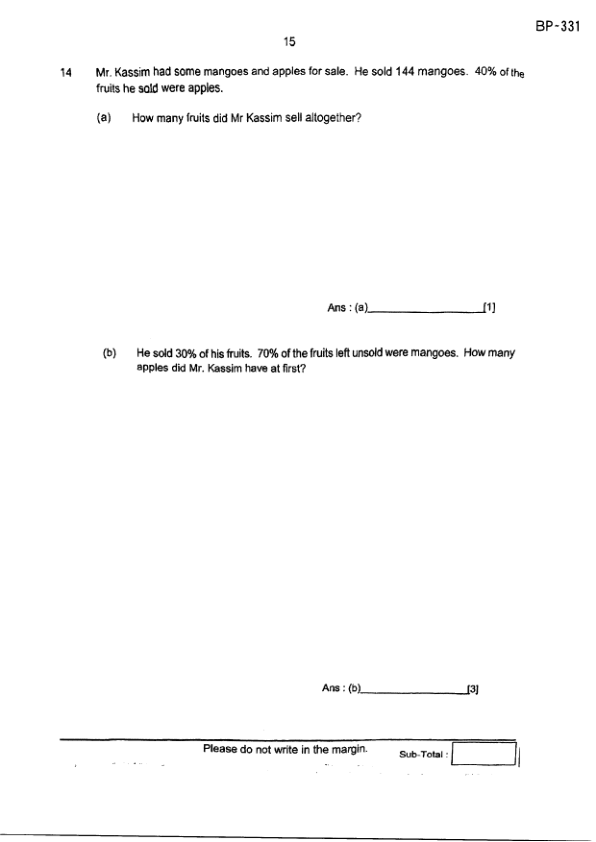 BP-331
15
14 Mr. Kassim had some mangoes and apples for sale. He sold 144 mangoes. 40% of the
fruits he sold were apples.
(a) How many fruits did Mr Kassim sell altogether?
Ans : (a)____________________[1]
(b) He sold 30% of his fruits. 70% of the fruits left unsold were mangoes. How many
apples did Mr. Kassim have at first?
Ans : (b)____________________[3]
Please do not write in the margin.
Sub-Total :